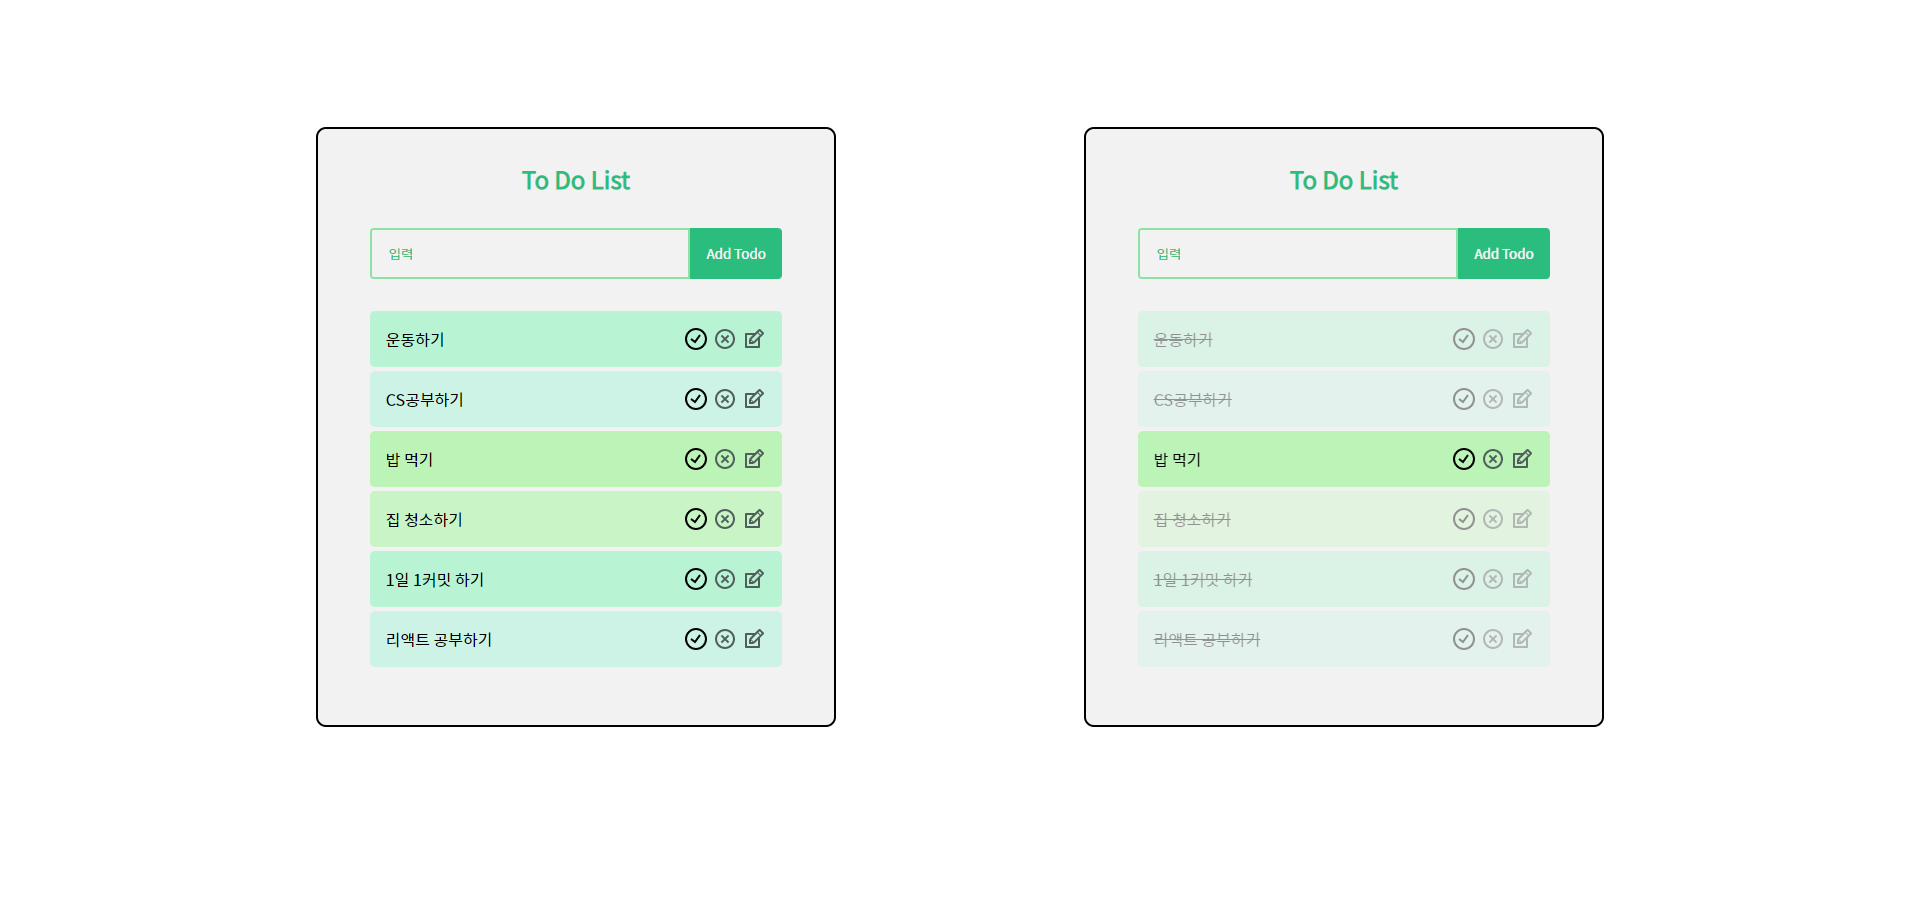 To Do List
입력
Add Todo
운동하기
CS공부하기
밥 먹기
집 청소하기
1일 1커밋 하기
리액트 공부하기
To Do List
입력
Add Todo
운동하기
CS공부하기
밥 먹기
집 청소하기
1일 1커밋 하기
리액트 공부하기